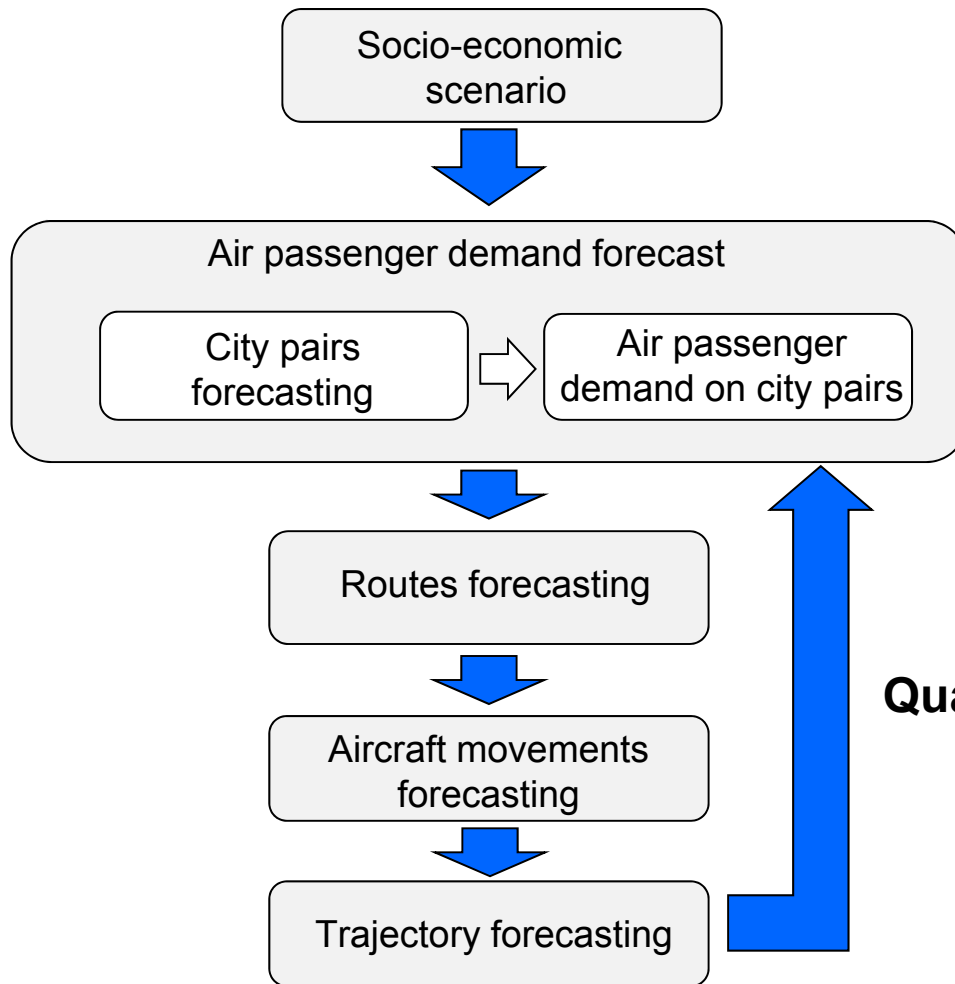 Socio-economic
scenario
Air passenger demand forecast
City pairs
forecasting
Air passenger
demand on city pairs
Routes forecasting
Qua
Aircraft movements
forecasting
Trajectory forecasting